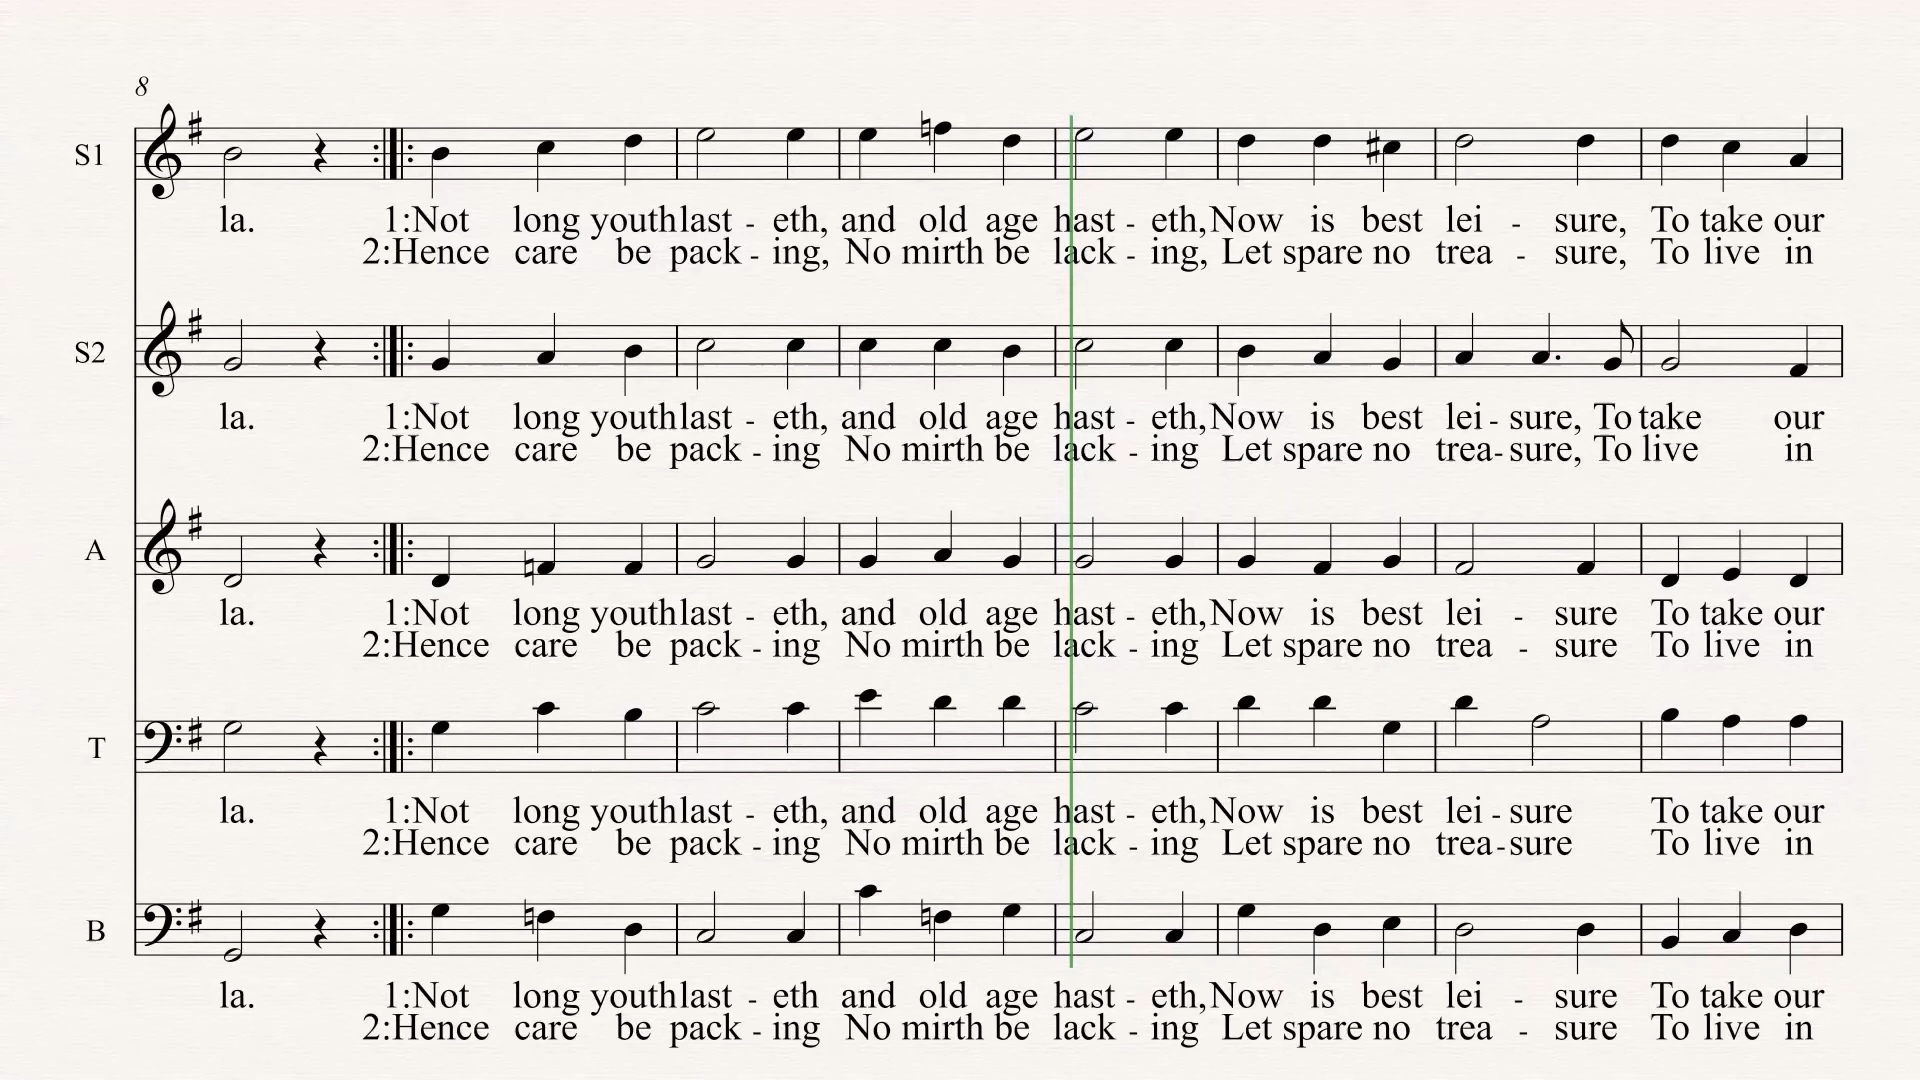 8
S1
la. 1:Not long youth last - eth, and old age hast - eth, Now is best lei - sure, To take our
2:Hence care be pack - ing, No mirth be lack - ing, Let spare no trea - sure, To live in
S2
la. 1:Not long youth last - eth, and old age hast - eth, Now is best lei - sure, To take our
2:Hence care be pack - ing No mirth be lack - ing Let spare no trea - sure, To live in
A
la. 1:Not long youth last - eth, and old age hast - eth, Now is best lei - sure To take our
2:Hence care be pack - ing No mirth be lack - ing Let spare no trea - sure To live in
T
la. 1:Not long youth last - eth, and old age hast - eth, Now is best lei - sure To take our
2:Hence care be pack - ing No mirth be lack - ing Let spare no trea - sure To live in
B
la. 1:Not long youth last - eth and old age hast - eth, Now is best lei - sure To take our
2:Hence care be pack - ing No mirth be lack - ing Let spare no trea - sure To live in